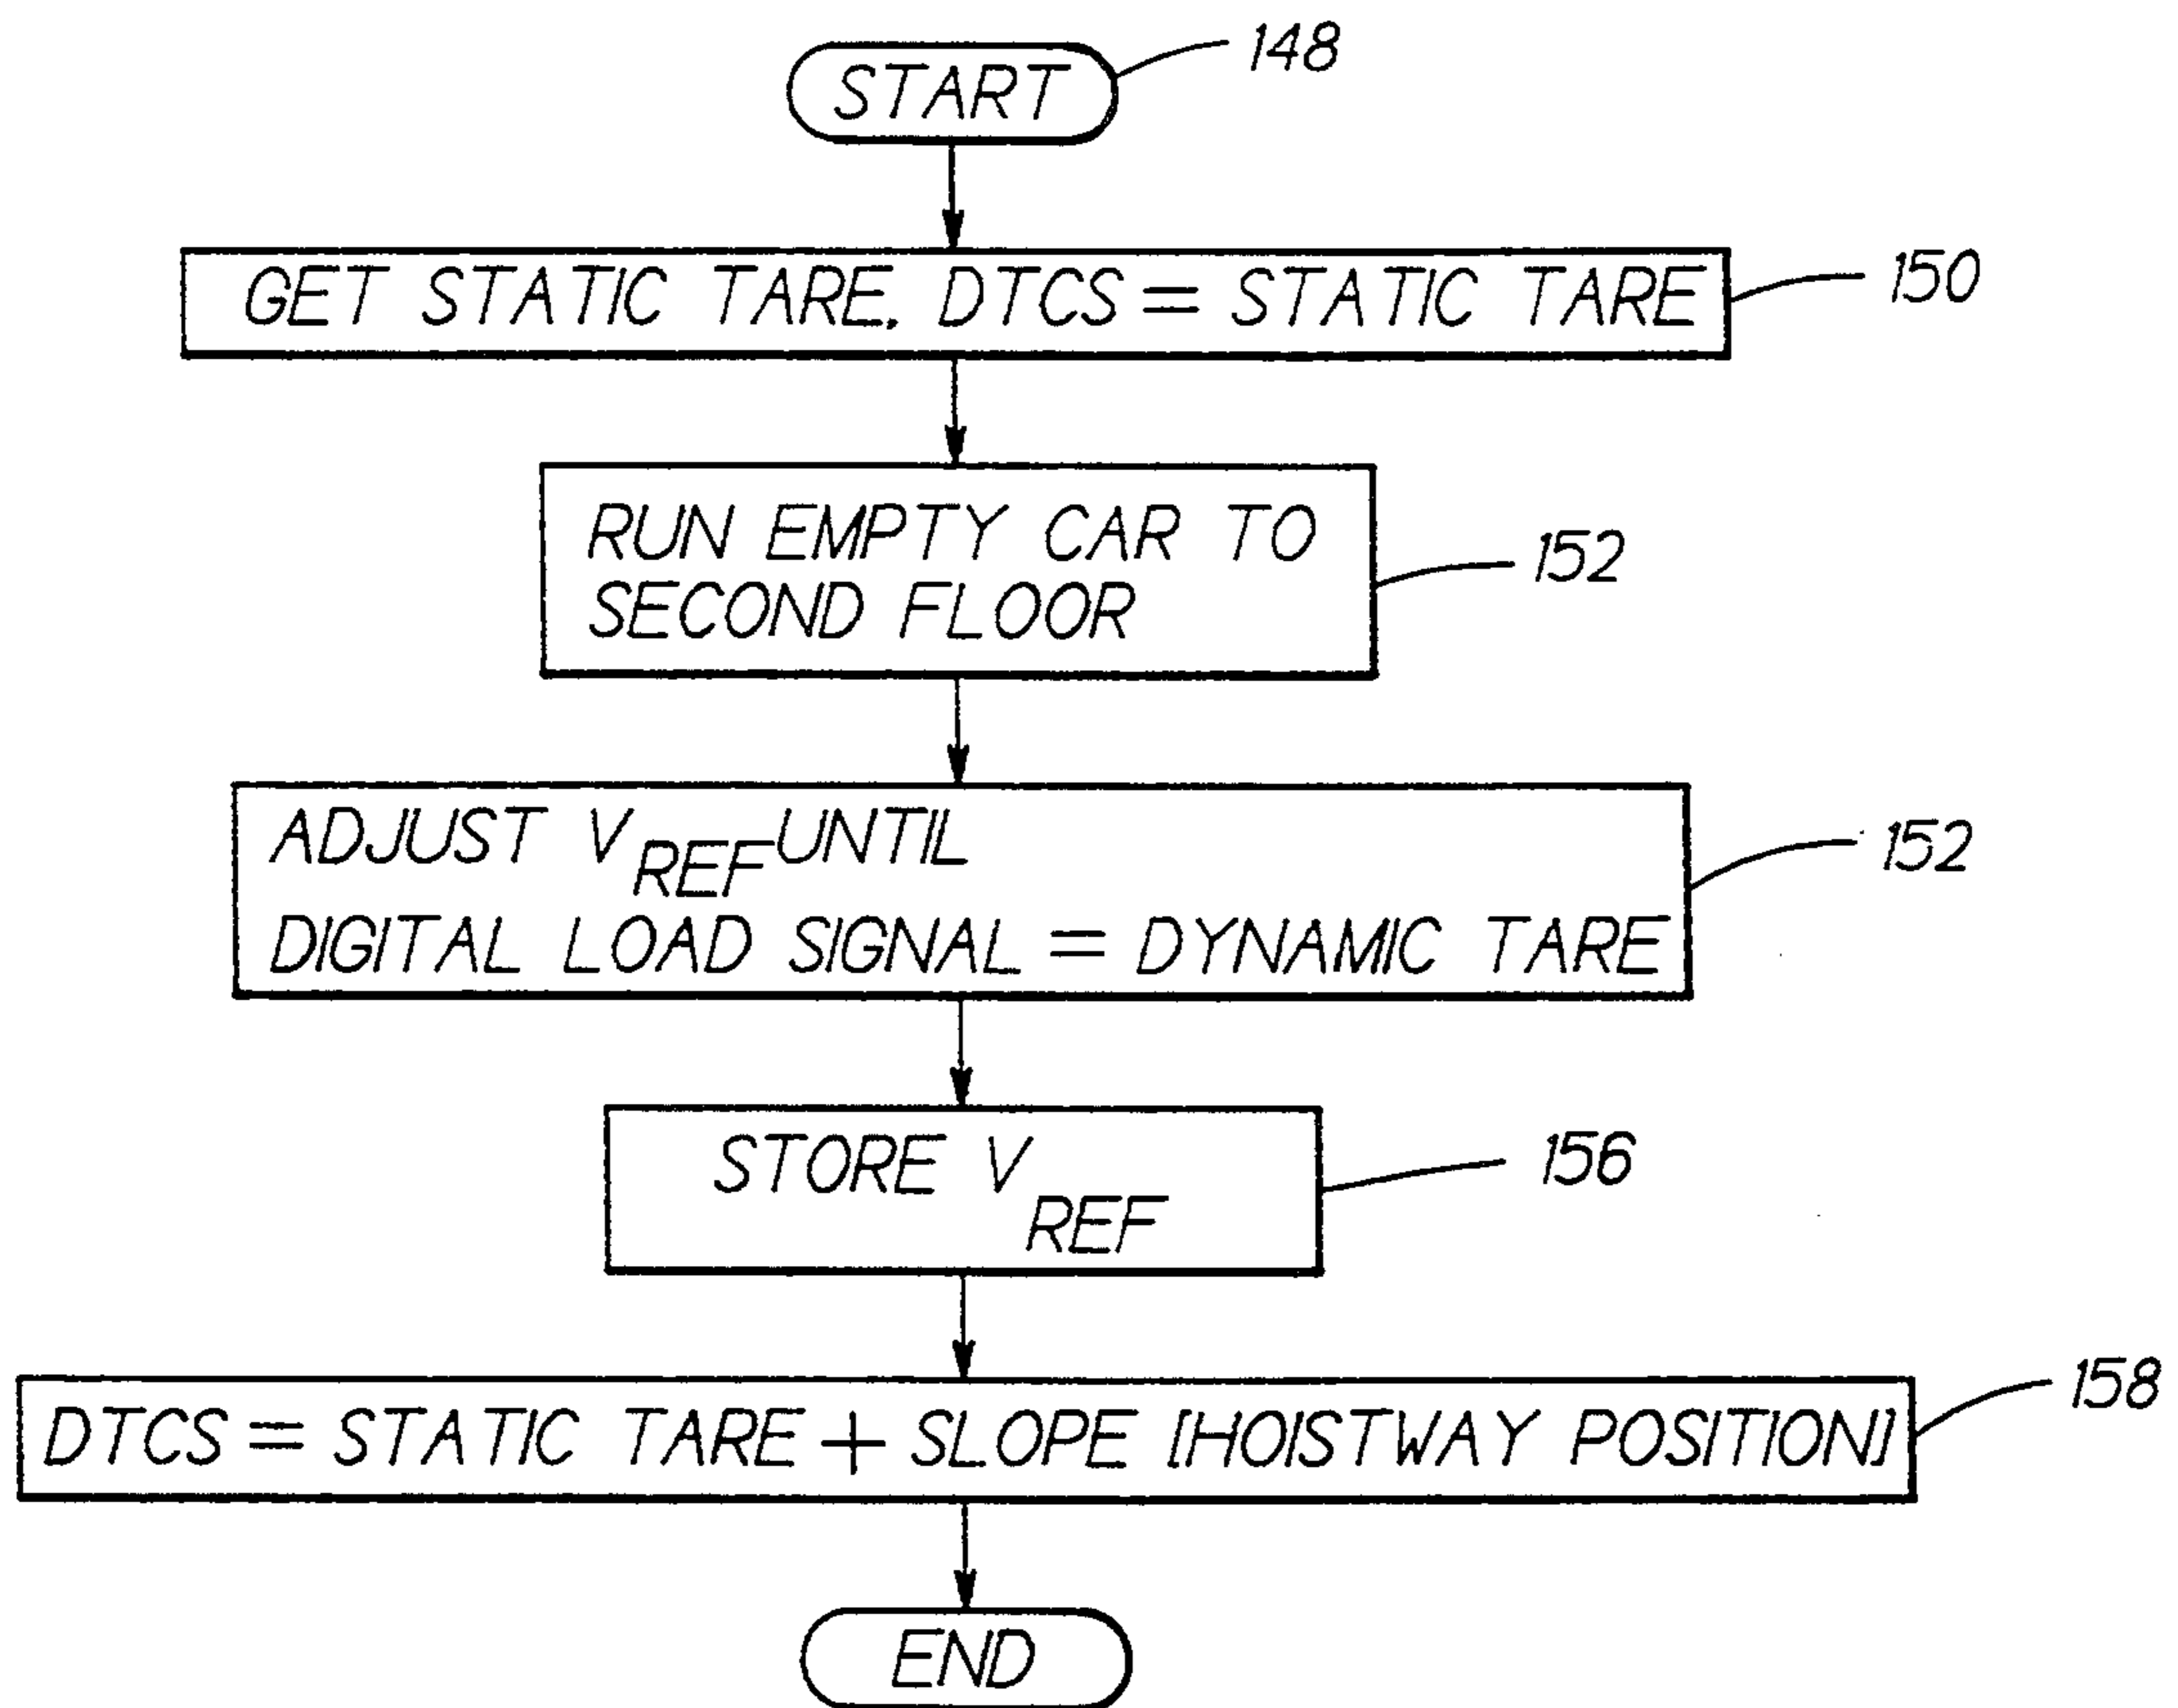 START
148
GET STATIC TARE, DTCS = STATIC TARE
150
RUN EMPTY CAR TO
SECOND FLOOR
152
ADJUST V REF UNTIL
DIGITAL LOAD SIGNAL = DYNAMIC TARE
152
STORE V REF
156
DTCS = STATIC TARE + SLOPE [HOISTWAY POSITION]
158
END